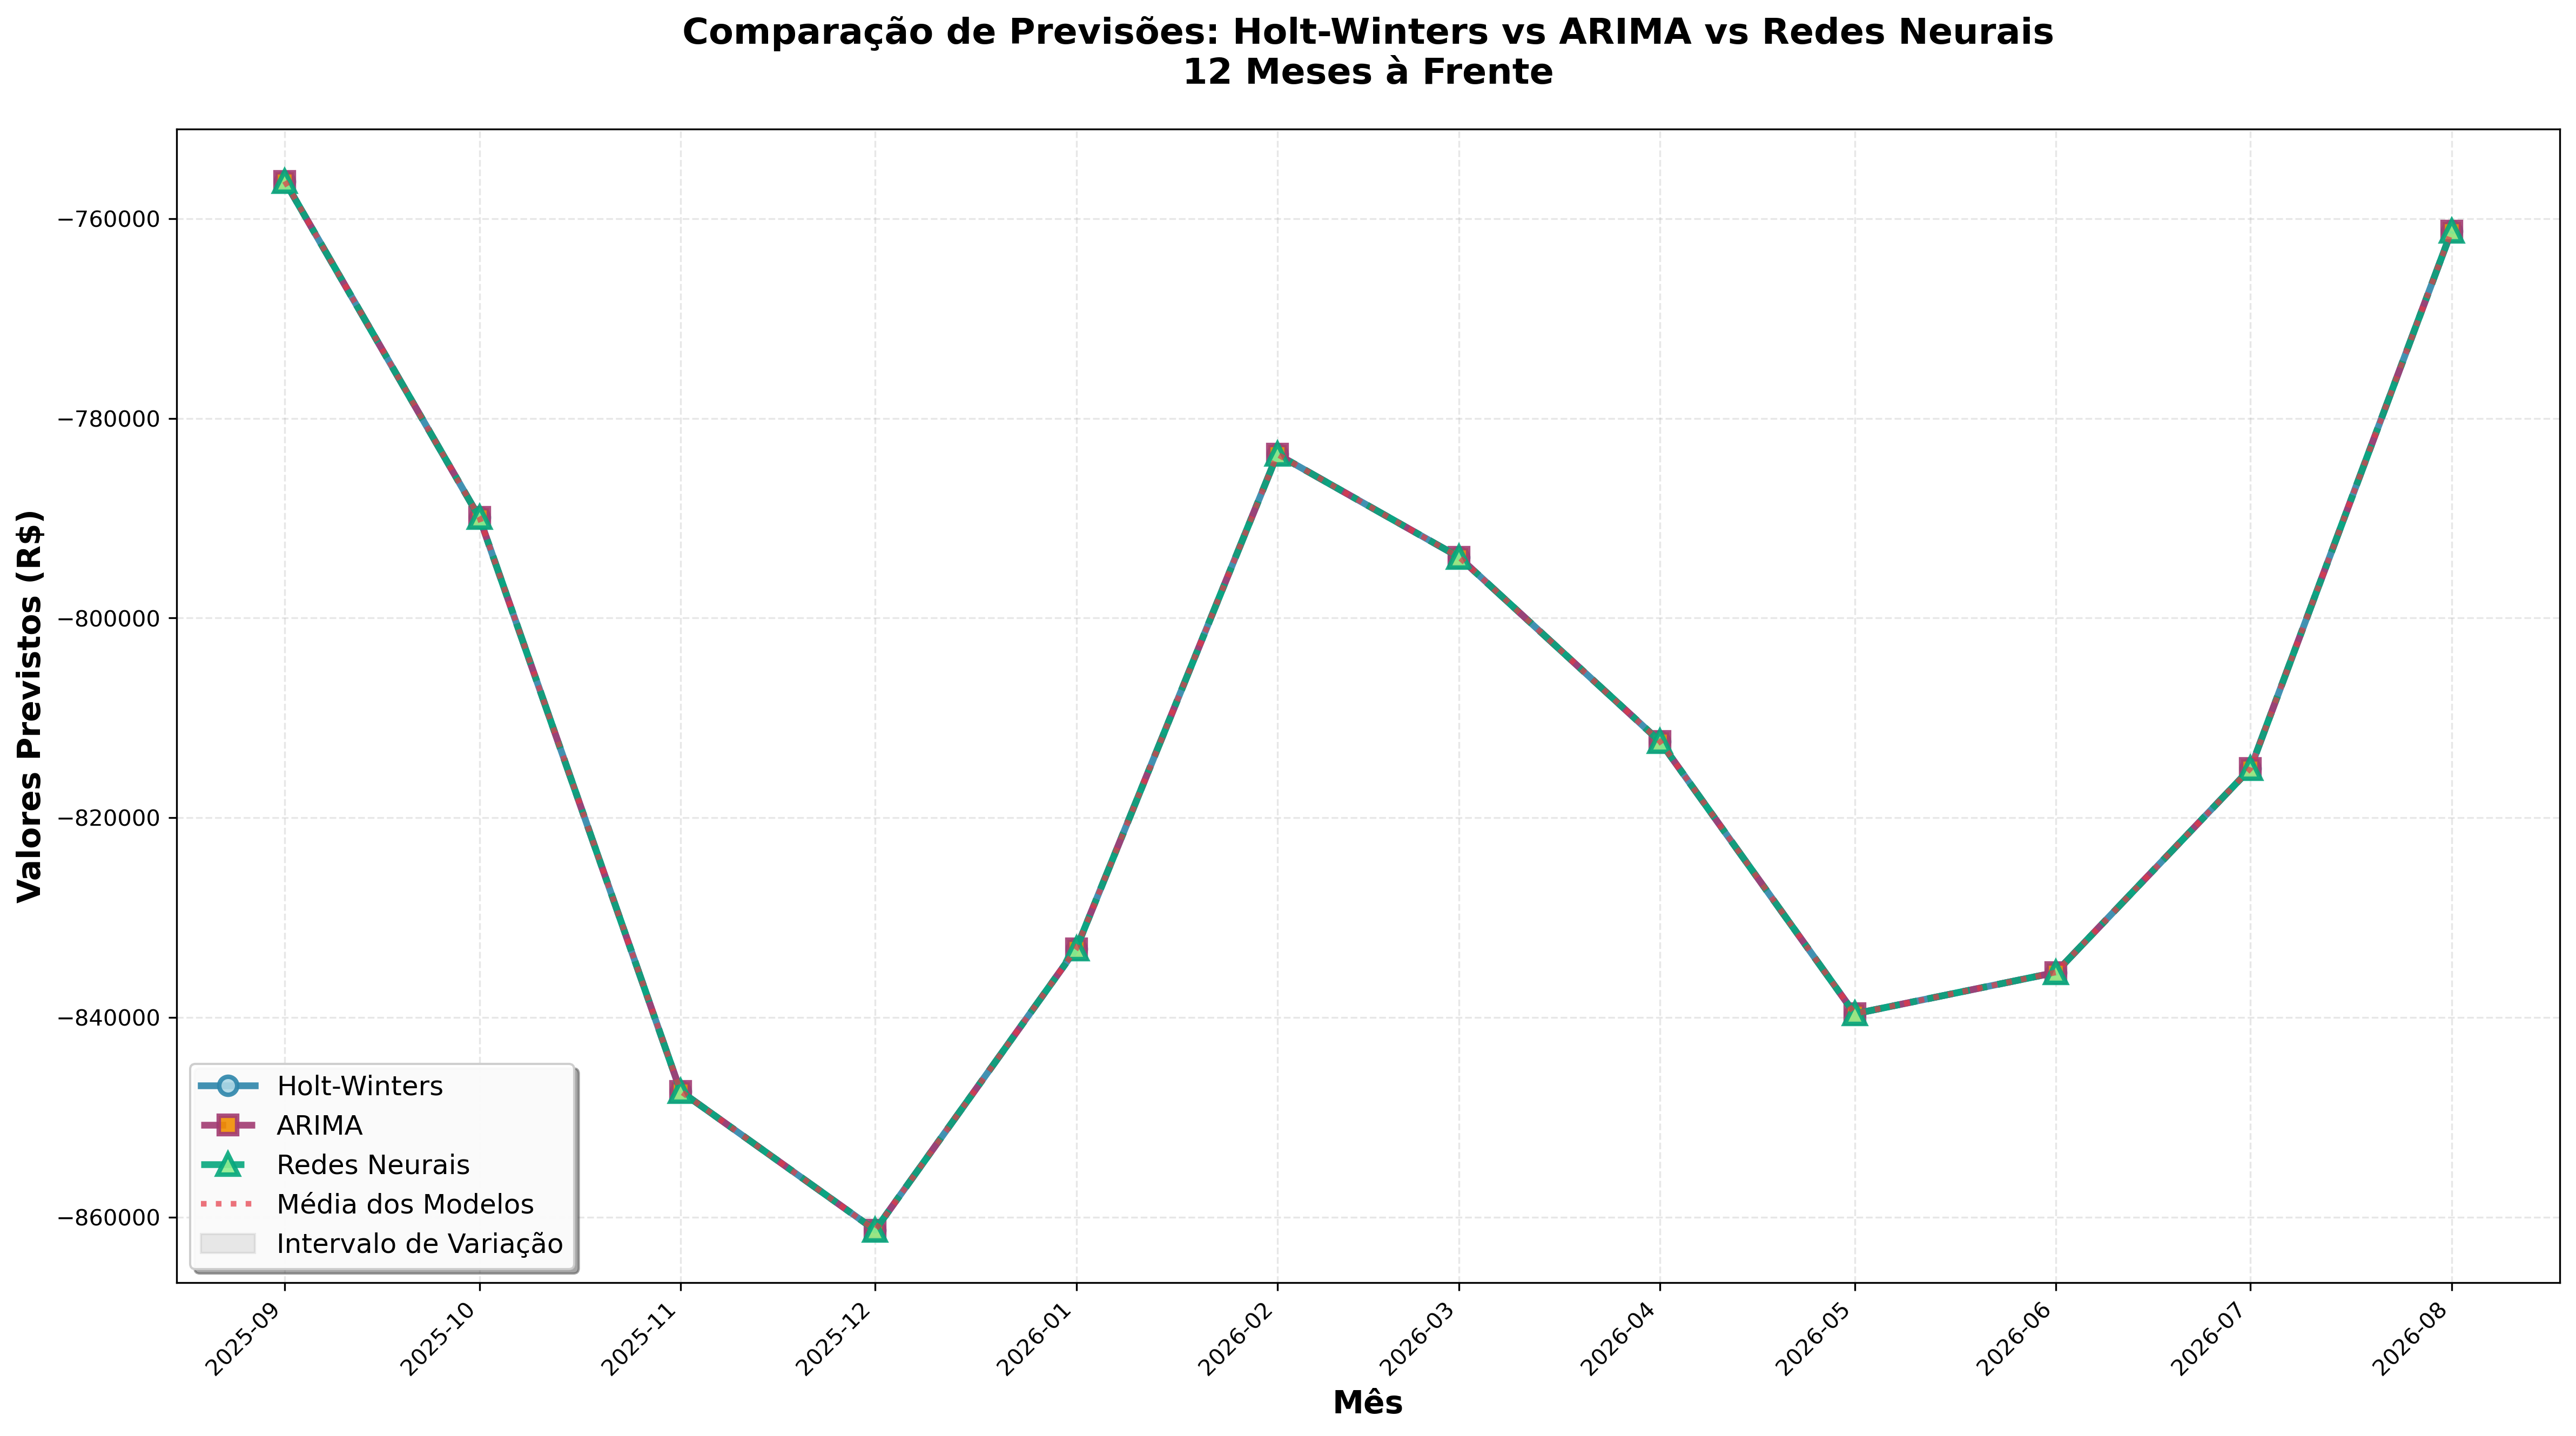 Comparação de Previsões: Holt-Winters vs ARIMA vs Redes Neurais
12 Meses à Frente
Valores Previstos (R$)
−760000
−780000
−800000
−820000
−840000
−860000
Holt-Winters
ARIMA
Redes Neurais
Média dos Modelos
Intervalo de Variação
2025-09
2025-10
2025-11
2025-12
2026-01
2026-02
2026-03
2026-04
2026-05
2026-06
2026-07
2026-08
Mês